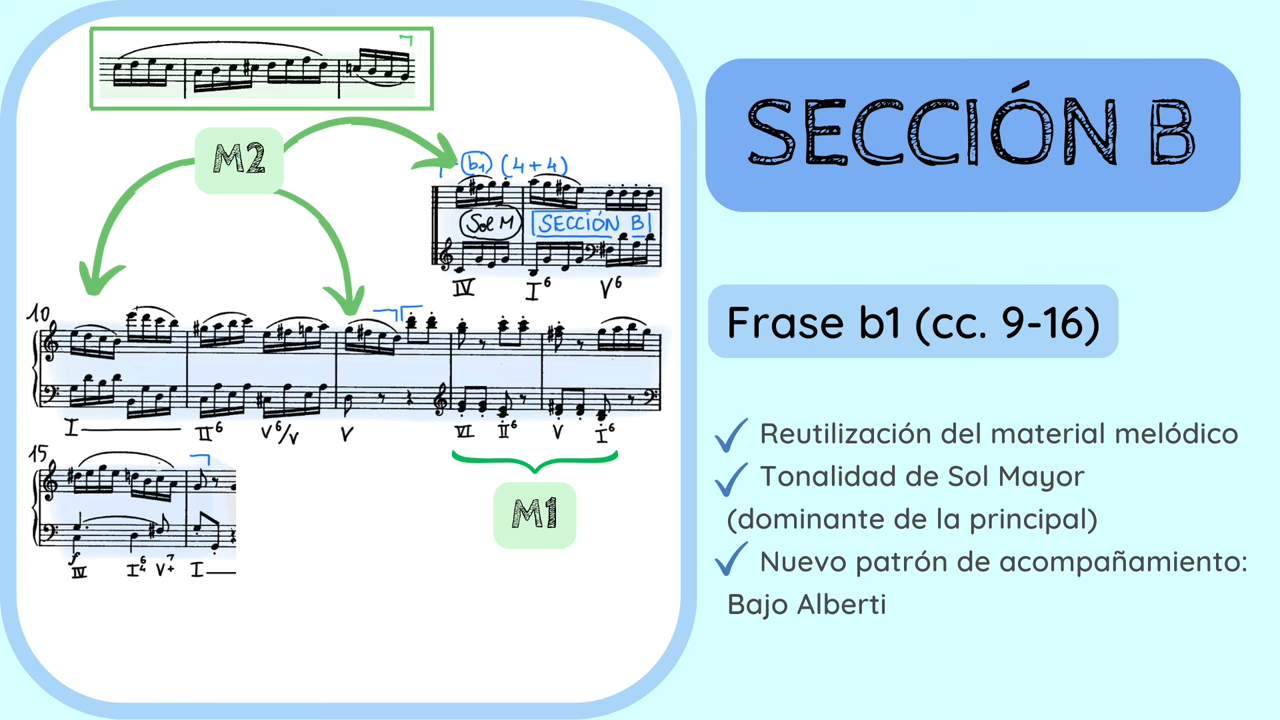 SECCIÓN B
M2
b1 (4+4)
Sol M SECCIÓN B
IV I6 V6
Frase b1 (cc. 9-16)
10
I II6 V6/V V VI II6 V I6
Reutilización del material melódico
Tonalidad de Sol Mayor
(dominante de la principal)
Nuevo patrón de acompañamiento:
Bajo Alberti
15
M1
f
IV I6/4 V7+ I